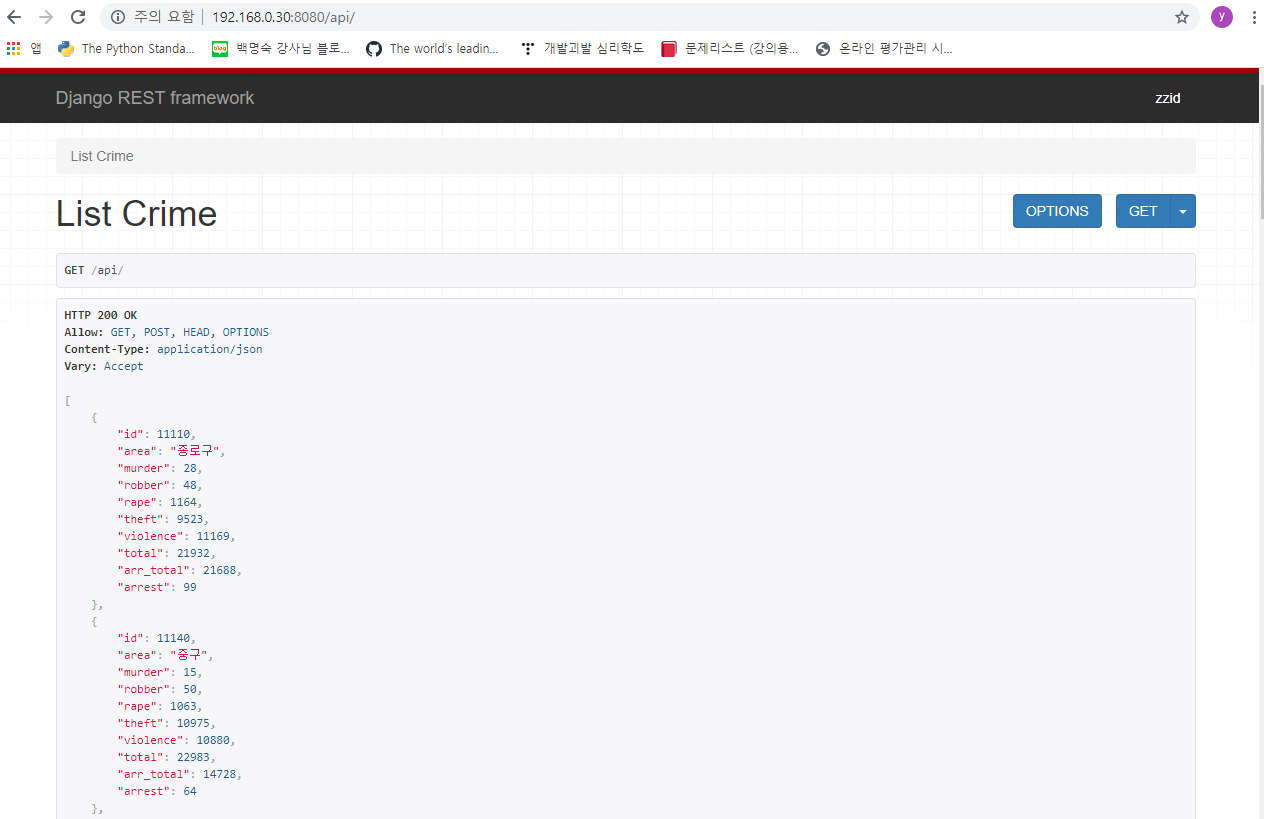 주의 요함 192.168.0.30:8080/api/ y
앱 The Python Standa... blog 백명숙 강사님 블로... The world's leadin... 개발괴발 심리학도 문제리스트 (강의용... 온라인 평가관리 시...
Django REST framework zzid
List Crime
List Crime OPTIONS GET
GET /api/
HTTP 200 OK
Allow: GET, POST, HEAD, OPTIONS
Content-Type: application/json
Vary: Accept
[
{
"id": 11110,
"area": "종로구",
"murder": 28,
"robber": 48,
"rape": 1164,
"theft": 9523,
"violence": 11169,
"total": 21932,
"arr_total": 21688,
"arrest": 99
},
{
"id": 11140,
"area": "중구",
"murder": 15,
"robber": 50,
"rape": 1063,
"theft": 10975,
"violence": 10880,
"total": 22983,
"arr_total": 14728,
"arrest": 64
},